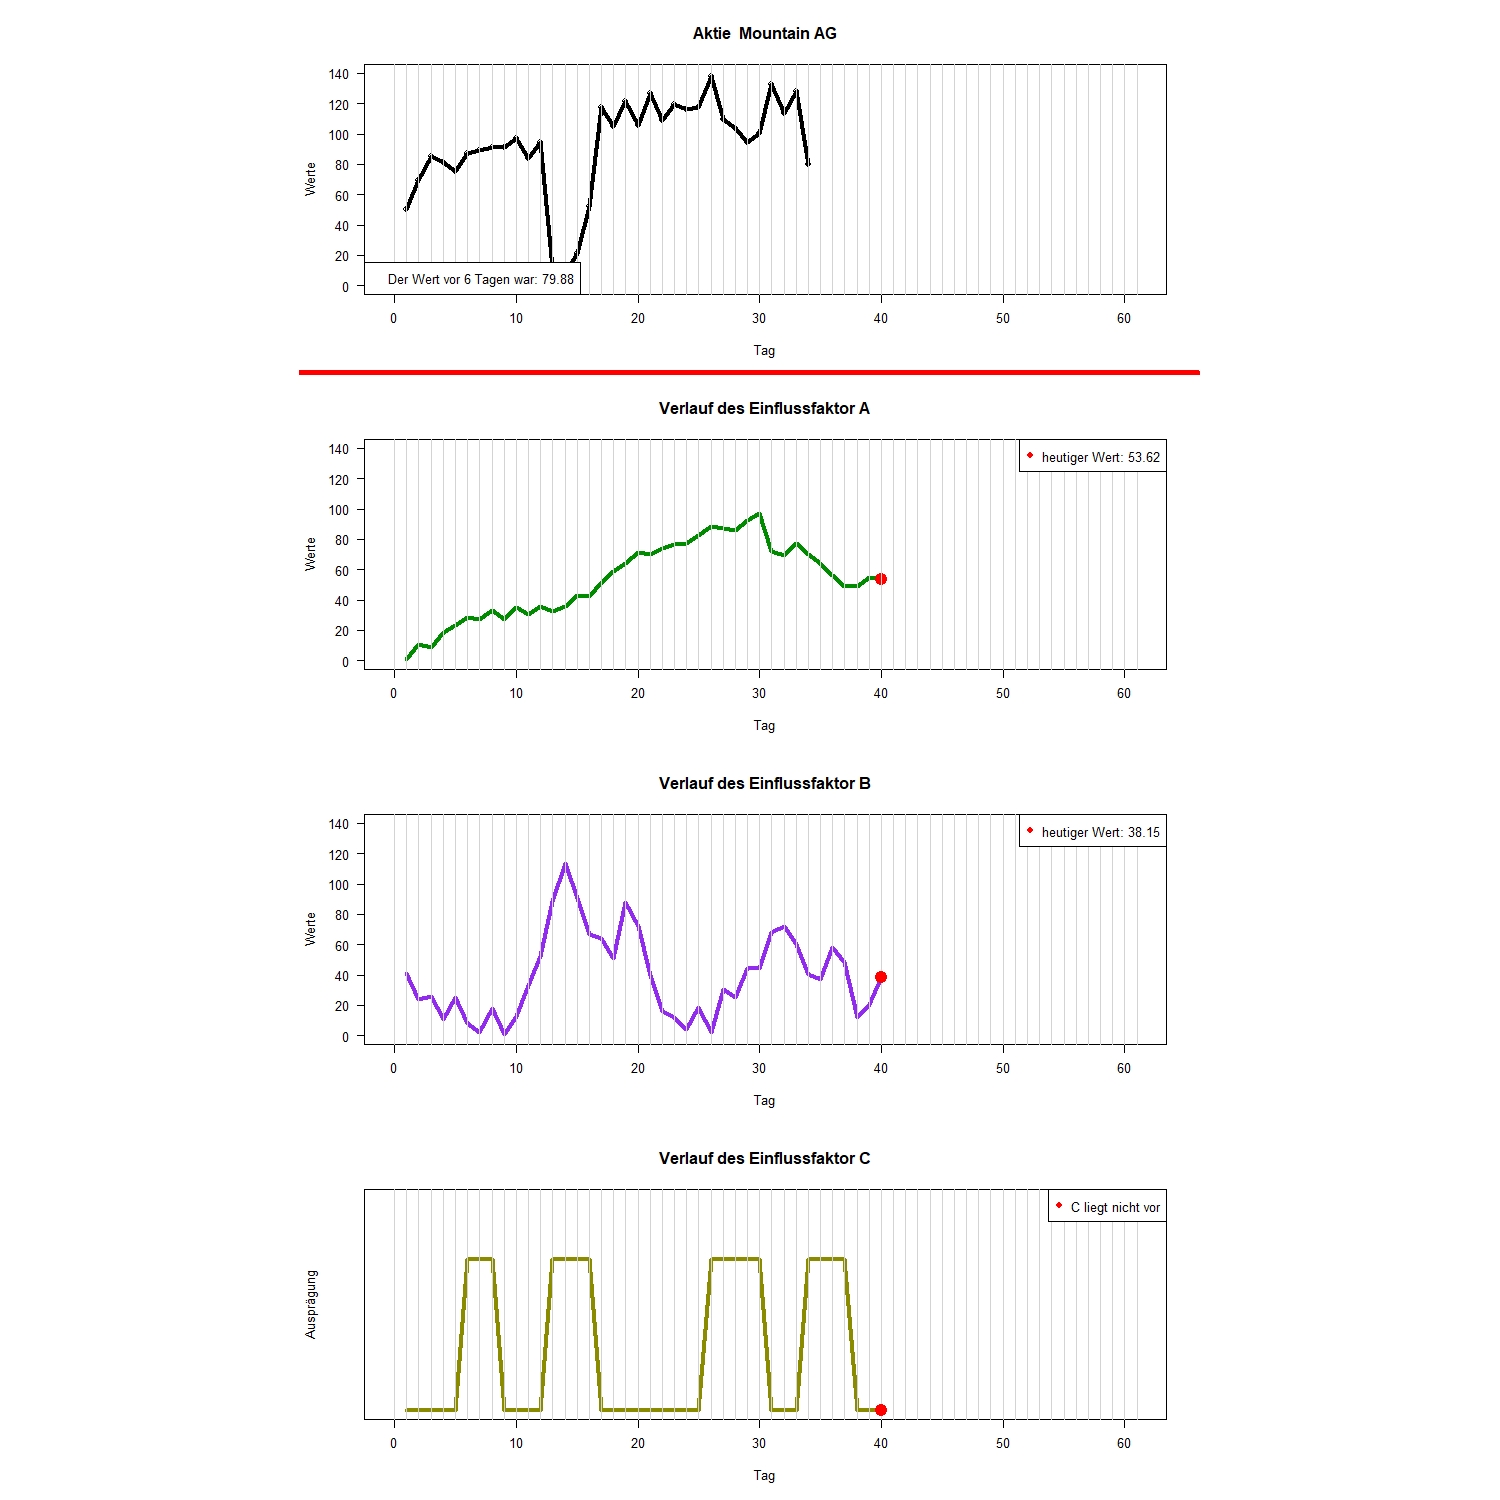 Aktie  Mountain AG
140
120
100
80
60
40
20
0
Werte
Der Wert vor 6 Tagen war: 79.88
0 10 20 30 40 50 60
Tag
Verlauf des Einflussfaktor A
140
120
100
80
60
40
20
0
Werte
heutiger Wert: 53.62
0 10 20 30 40 50 60
Tag
Verlauf des Einflussfaktor B
140
120
100
80
60
40
20
0
Werte
heutiger Wert: 38.15
0 10 20 30 40 50 60
Tag
Verlauf des Einflussfaktor C
Ausprägung
C liegt nicht vor
0 10 20 30 40 50 60
Tag